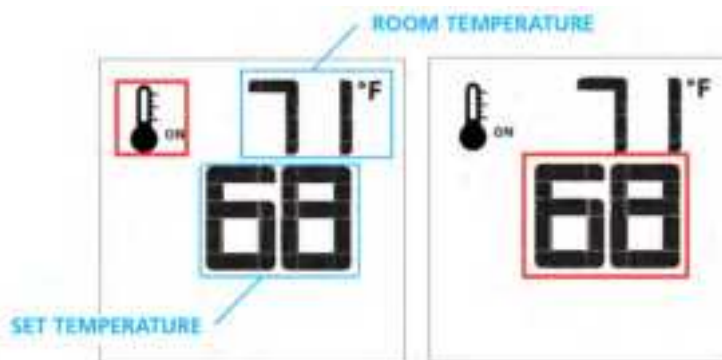 ROOM TEMPERATURE
71 °F
ON
68
SET TEMPERATURE
71 °F
ON
68